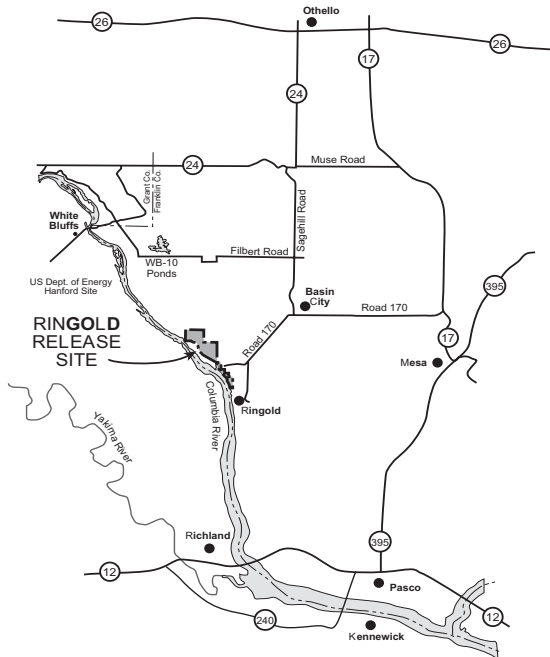 Othello
26
17
26
24
24
Muse Road
Grant Co.
Franklin Co.
Sagehill Road
White
Bluffs
Filbert Road
WB-10
Ponds
US Dept. of Energy
Hanford Site
Basin
City
395
Road 170
RINGOLD
RELEASE
SITE
Road 170
17
Mesa
Columbia River
Ringold
Yakima River
Richland
395
12
Pasco
240
12
Kennewick